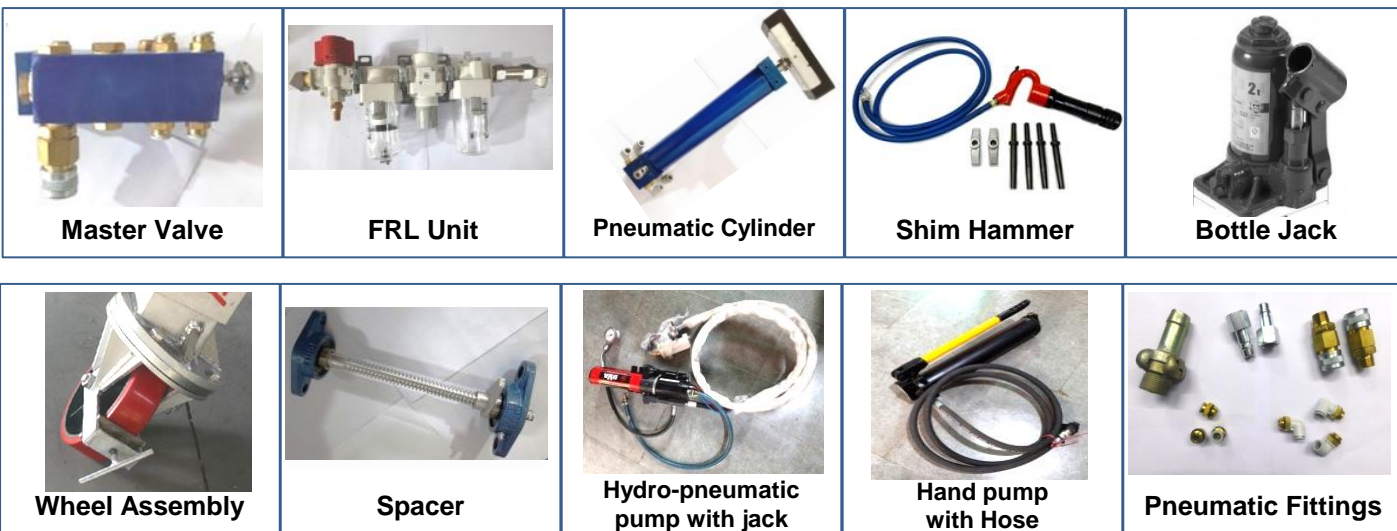 Master Valve
FRL Unit
Pneumatic Cylinder
Shim Hammer
2t
Bottle Jack
Wheel Assembly
Spacer
Hydro-pneumatic
pump with jack
Hand pump
with Hose
Pneumatic Fittings